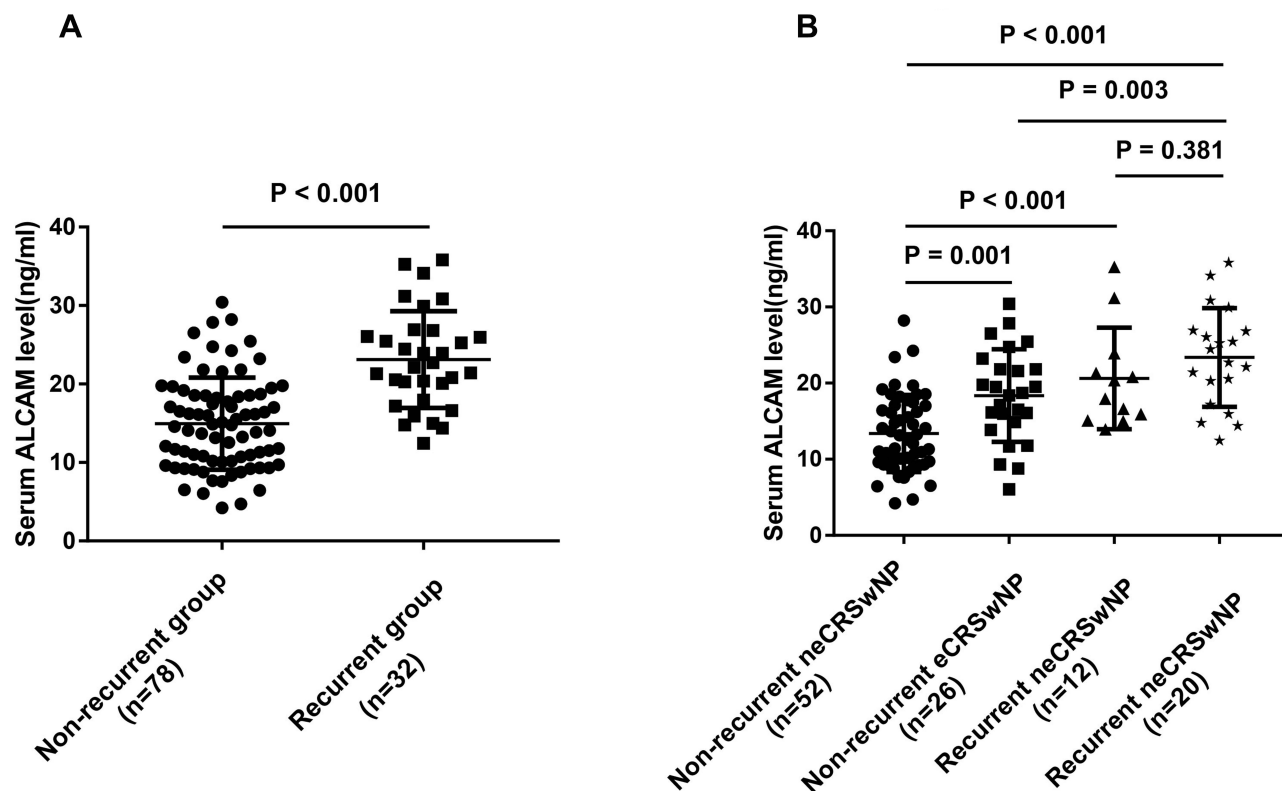 A
P < 0.001
Serum ALCAM level(ng/ml)
40
30
20
10
0
Non-recurrent group
(n=78)
Recurrent group
(n=32)
B
P < 0.001
P = 0.003
P = 0.381
P < 0.001
P = 0.001
Serum ALCAM level(ng/ml)
40
30
20
10
0
Non-recurrent neCRSwNP
(n=52)
Non-recurrent eCRSwNP
(n=26)
Recurrent neCRSwNP
(n=12)
Recurrent neCRSwNP
(n=20)